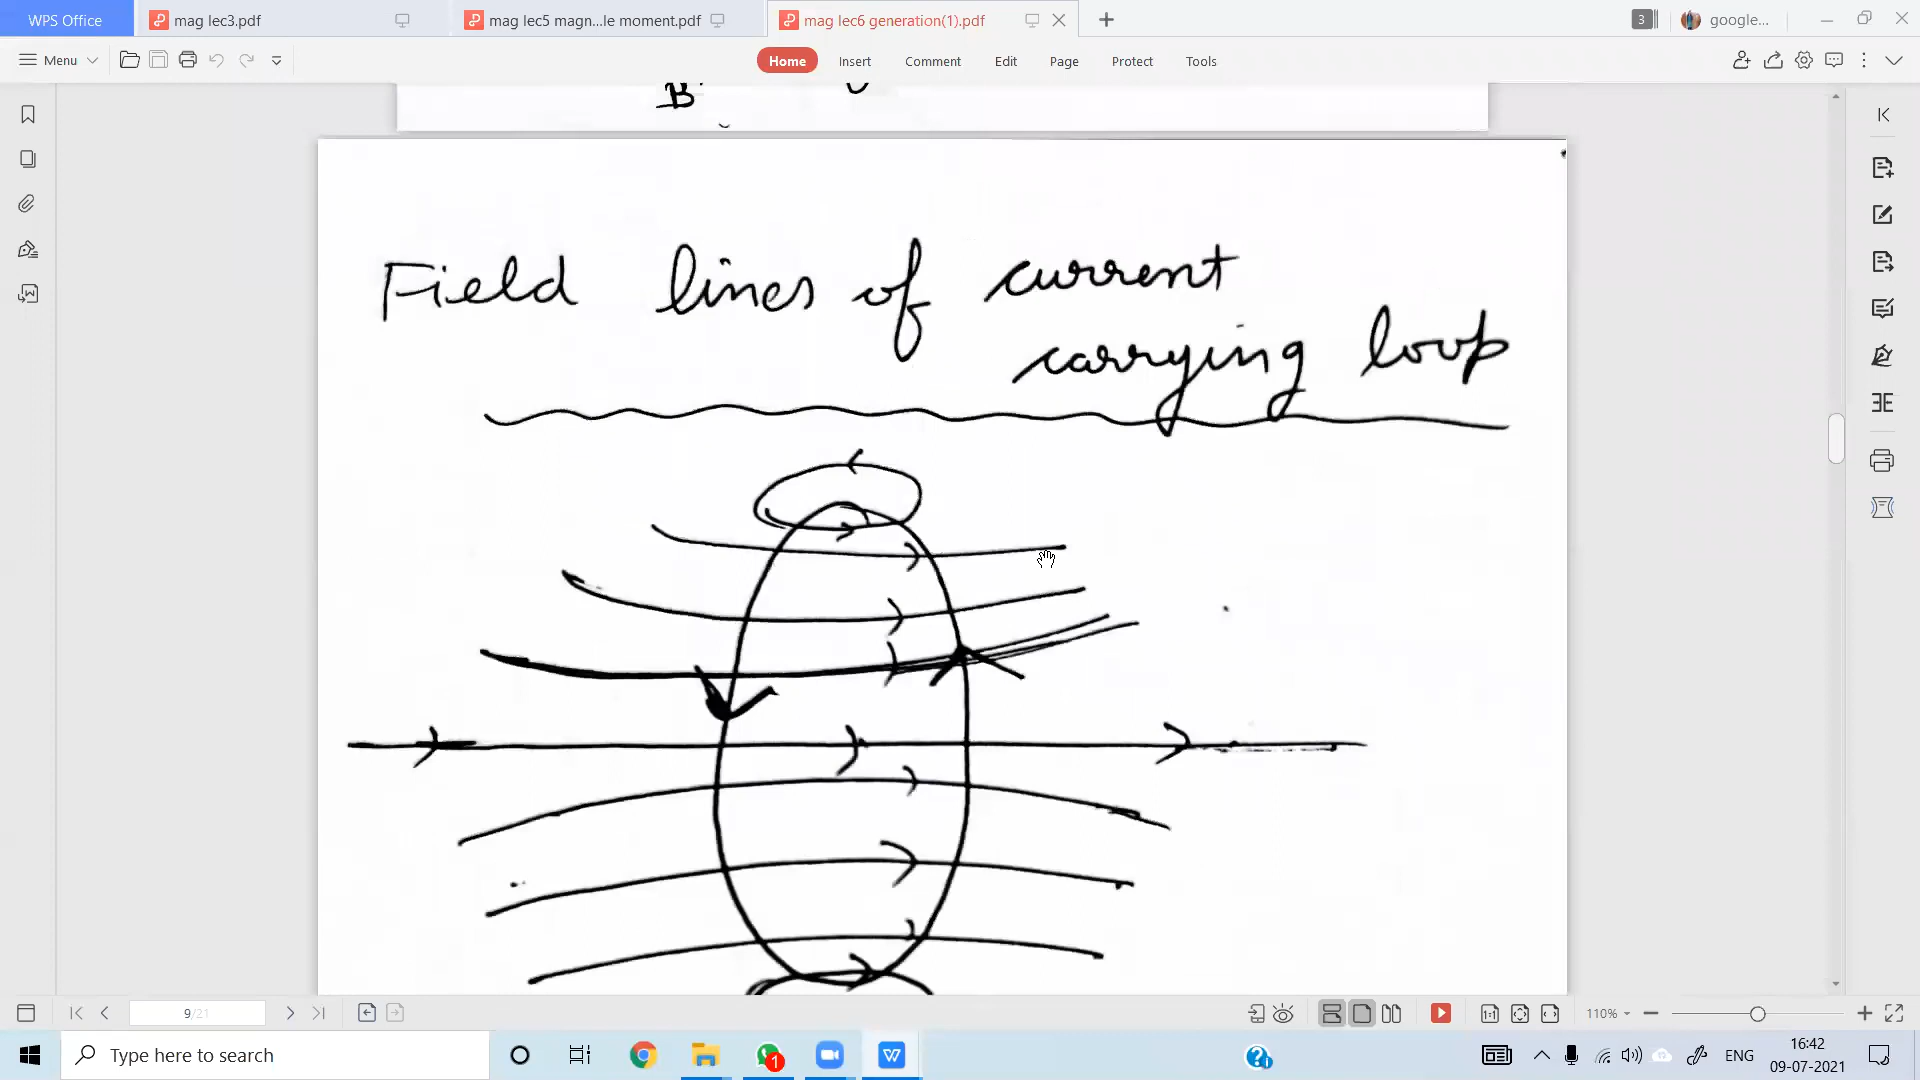 WPS Office
mag lec3.pdf
mag lec5 magn...le moment.pdf
mag lec6 generation(1).pdf
3
google...
Menu
Home
Insert
Comment
Edit
Page
Protect
Tools
B
Field lines of current
carrying loop
9/21
110%
Type here to search
1
ENG
16:42
09-07-2021